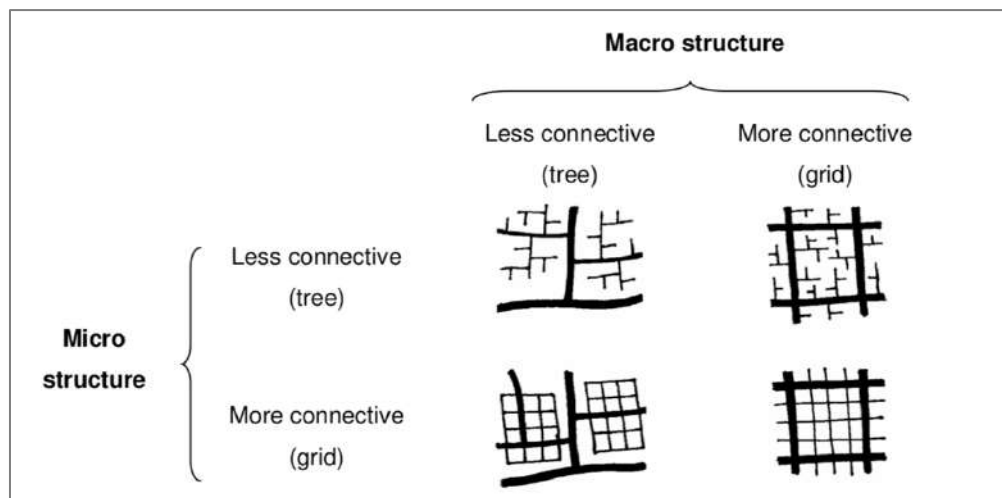 Macro structure
Less connective
(tree)
More connective
(grid)
Less connective
(tree)
Micro
structure
More connective
(grid)